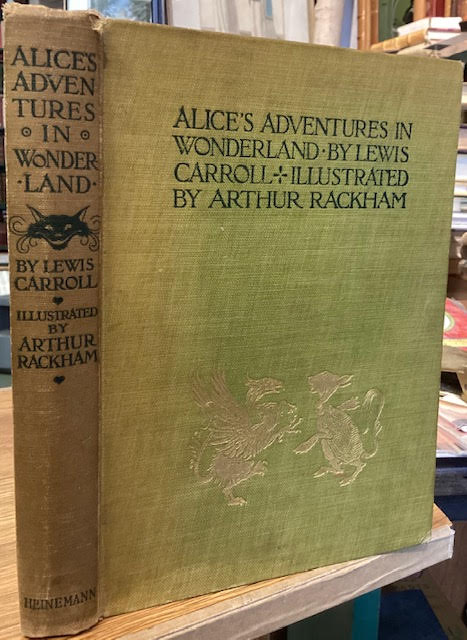 ALICE'S
ADVEN
TURES
IN
WONDER
·LAND·
BY LEWIS
CARROLL
ILLUSTRATED
BY
ARTHUR
RACKHAM
HEINEMANN
ALICE'S ADVENTURES IN
WONDERLAND·BY LEWIS
CARROLL✢ILLUSTRATED
BY ARTHUR RACKHAM